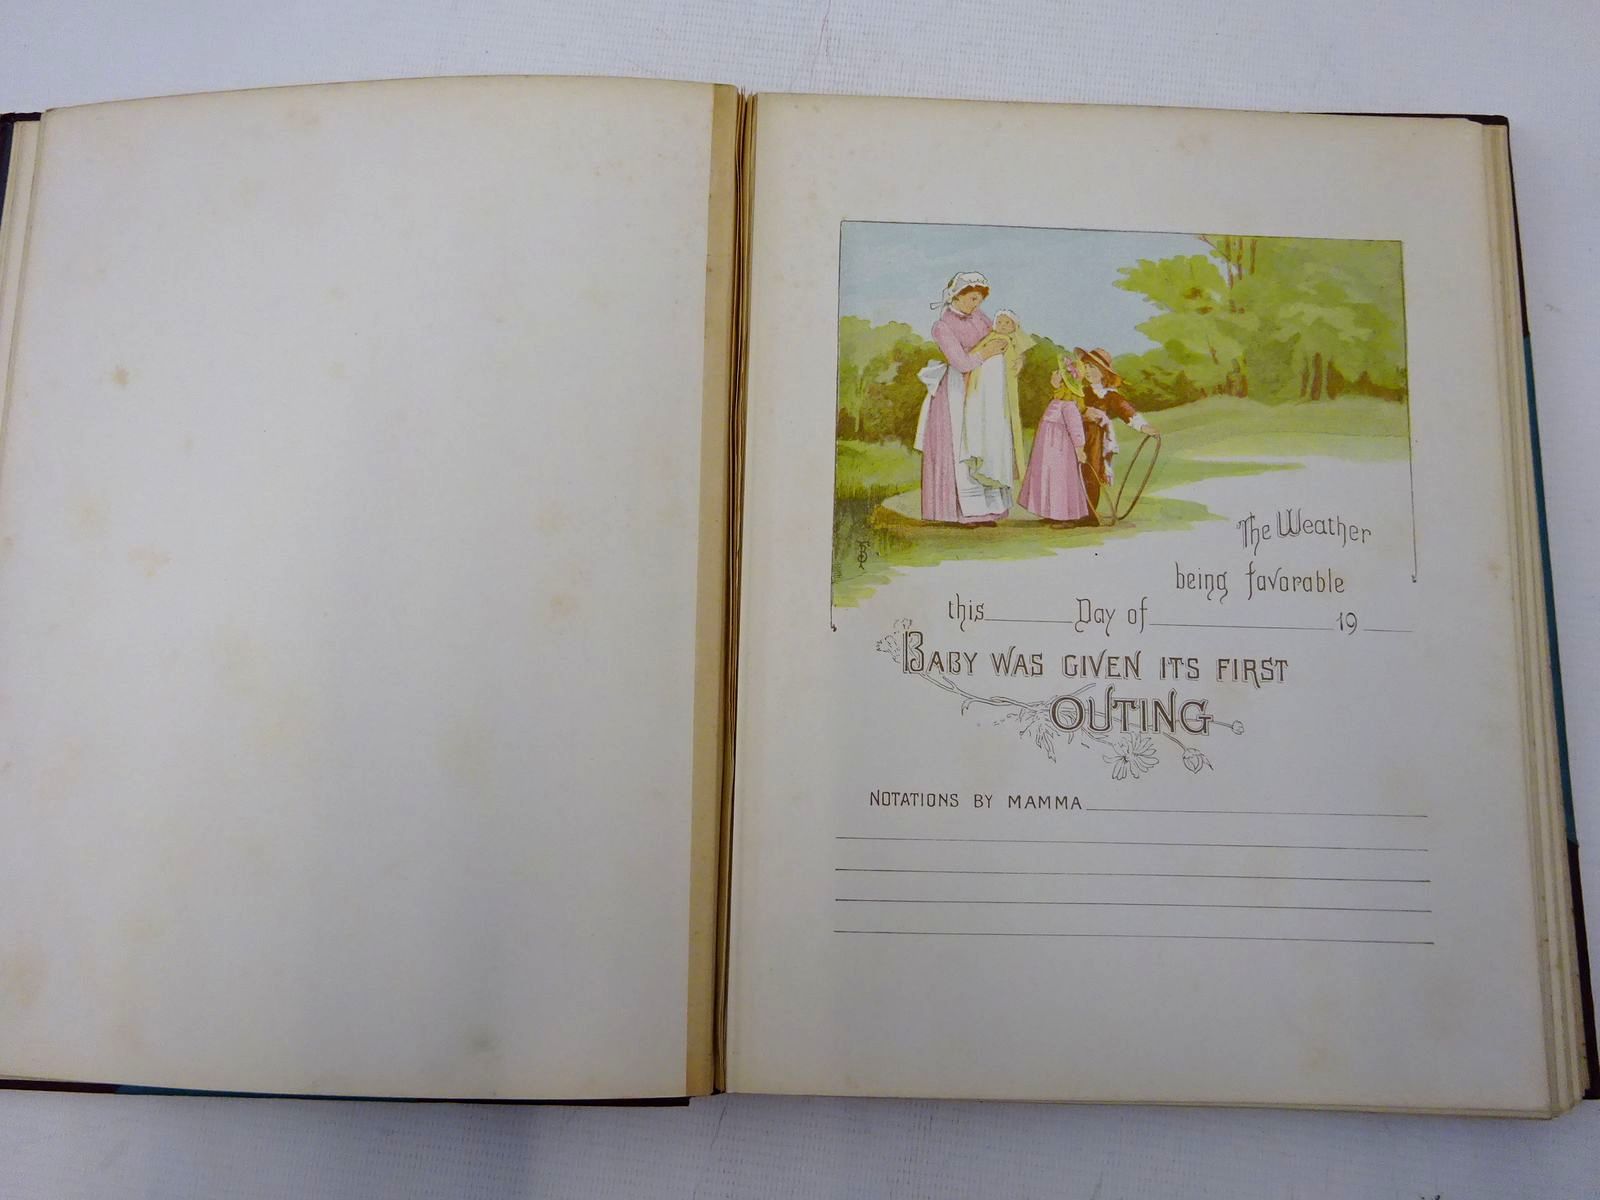 The Weather
being favorable
this Day of 19
BABY WAS GIVEN ITS FIRST
OUTING
NOTATIONS BY MAMMA